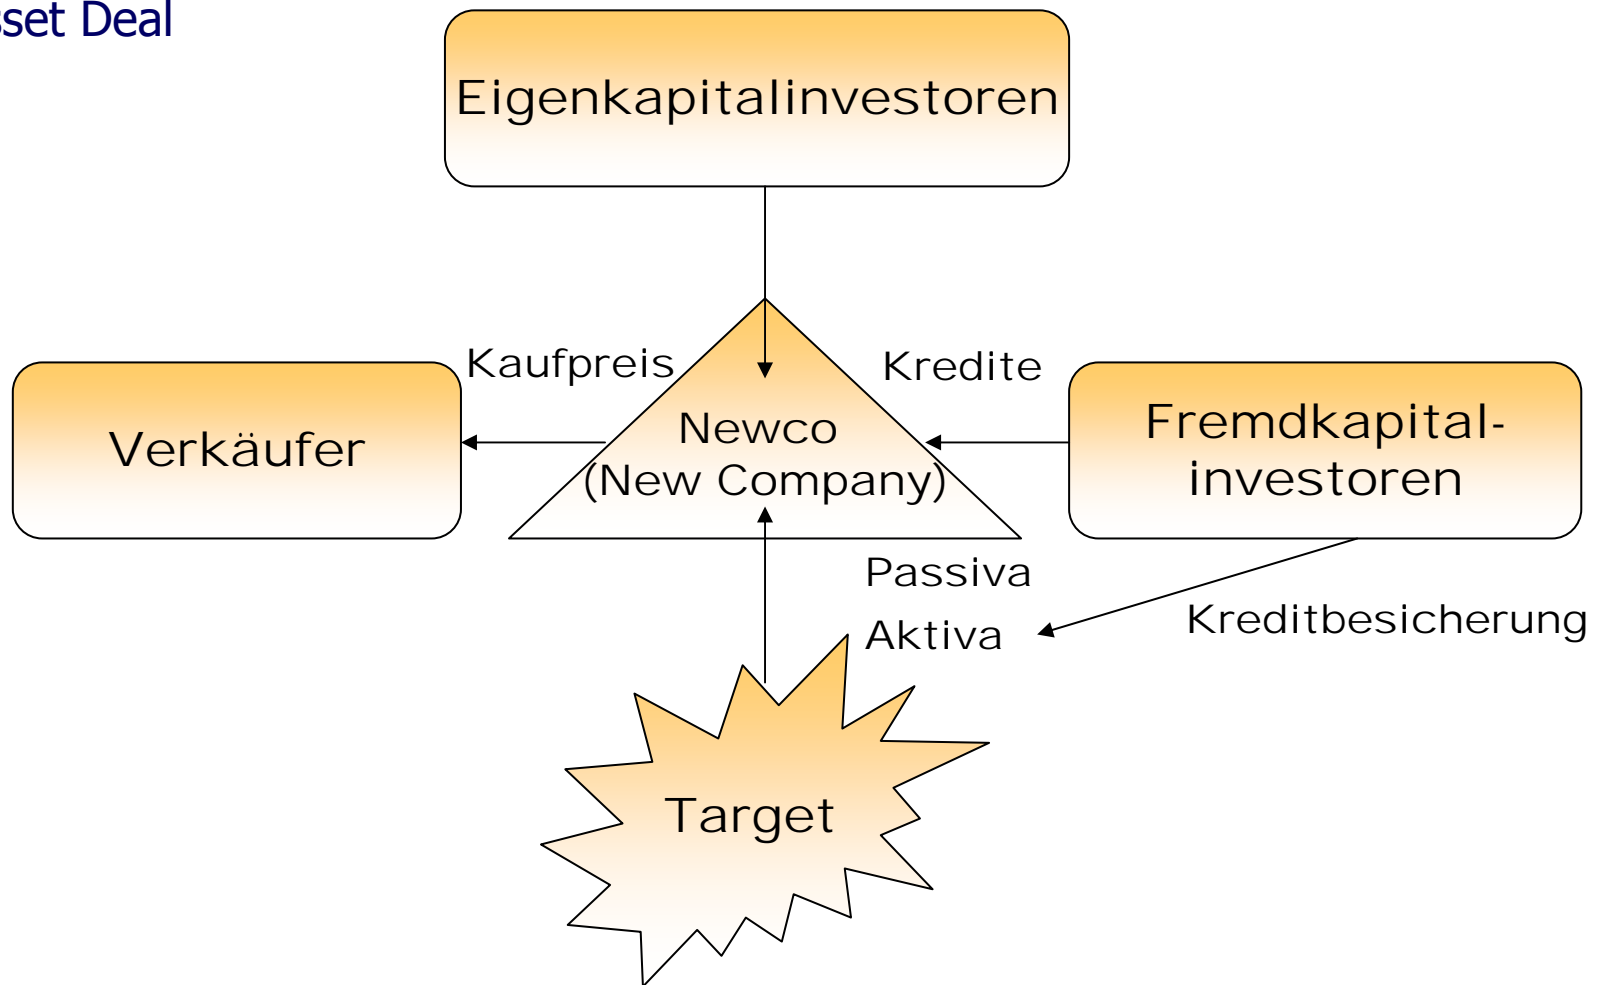 sset Deal
Eigenkapitalinvestoren
Kaufpreis
Kredite
Verkäufer
Newco
(New Company)
Fremdkapital-
investoren
Passiva
Aktiva
Kreditbesicherung
Target